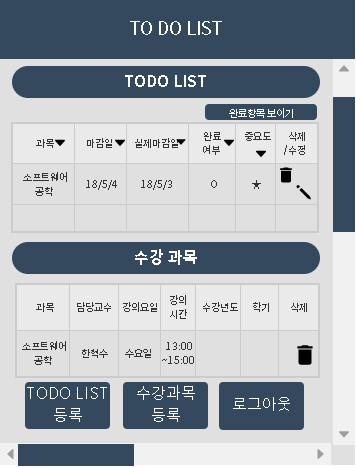 TO DO LIST
TODO LIST
완료항목 보이기
과목▼ 마감일▼ 실제마감일▼ 완료 여부▼ 중요도▼ 삭제 /수정
소프트웨어 공학 18/5/4 18/5/3 O ★
수강 과목
과목 담당교수 강의요일 강의 시간 수강년도 학기 삭제
소프트웨어 공학 한혁수 수요일 13:00 ~15:00
TODO LIST 등록
수강과목 등록
로그아웃